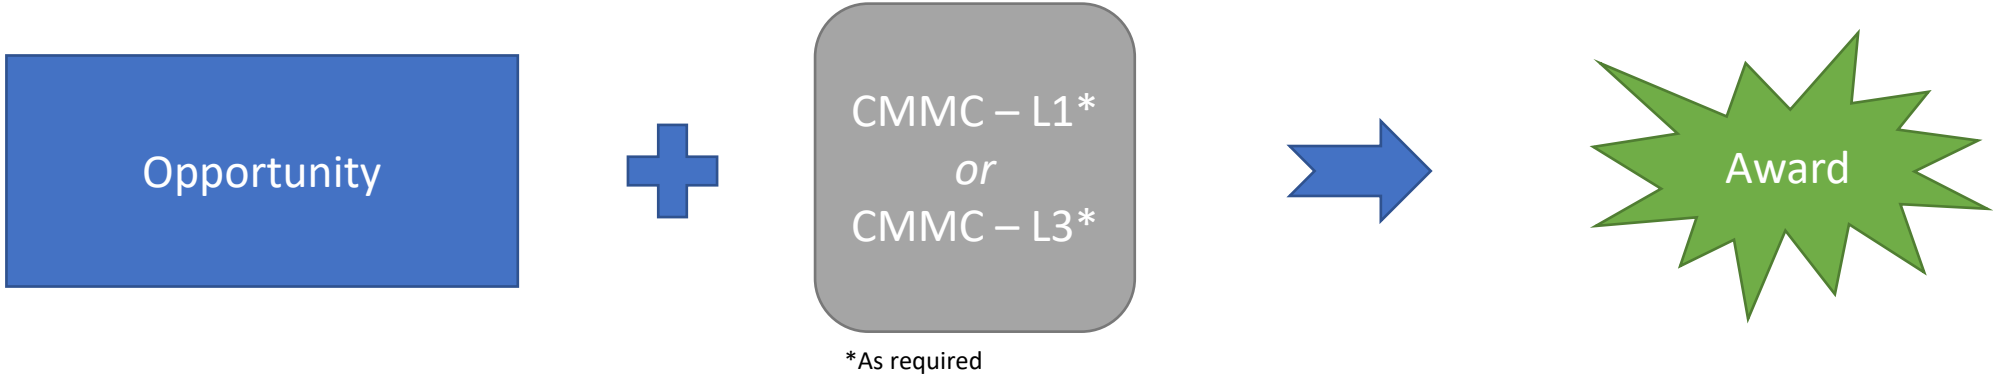 Opportunity
CMMC – L1*
or
CMMC – L3*
*As required
Award